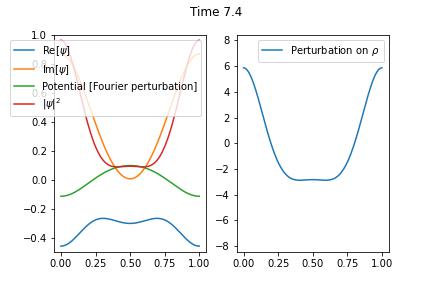 Time 7.4
Re[ψ]
Im[ψ]
Potential [Fourier perturbation]
|ψ|²
Perturbation on ρ
1.0
0.8
0.6
0.4
0.2
0.0
−0.2
−0.4
0.00 0.25 0.50 0.75 1.00
8
6
4
2
0
−2
−4
−6
−8
0.00 0.25 0.50 0.75 1.00